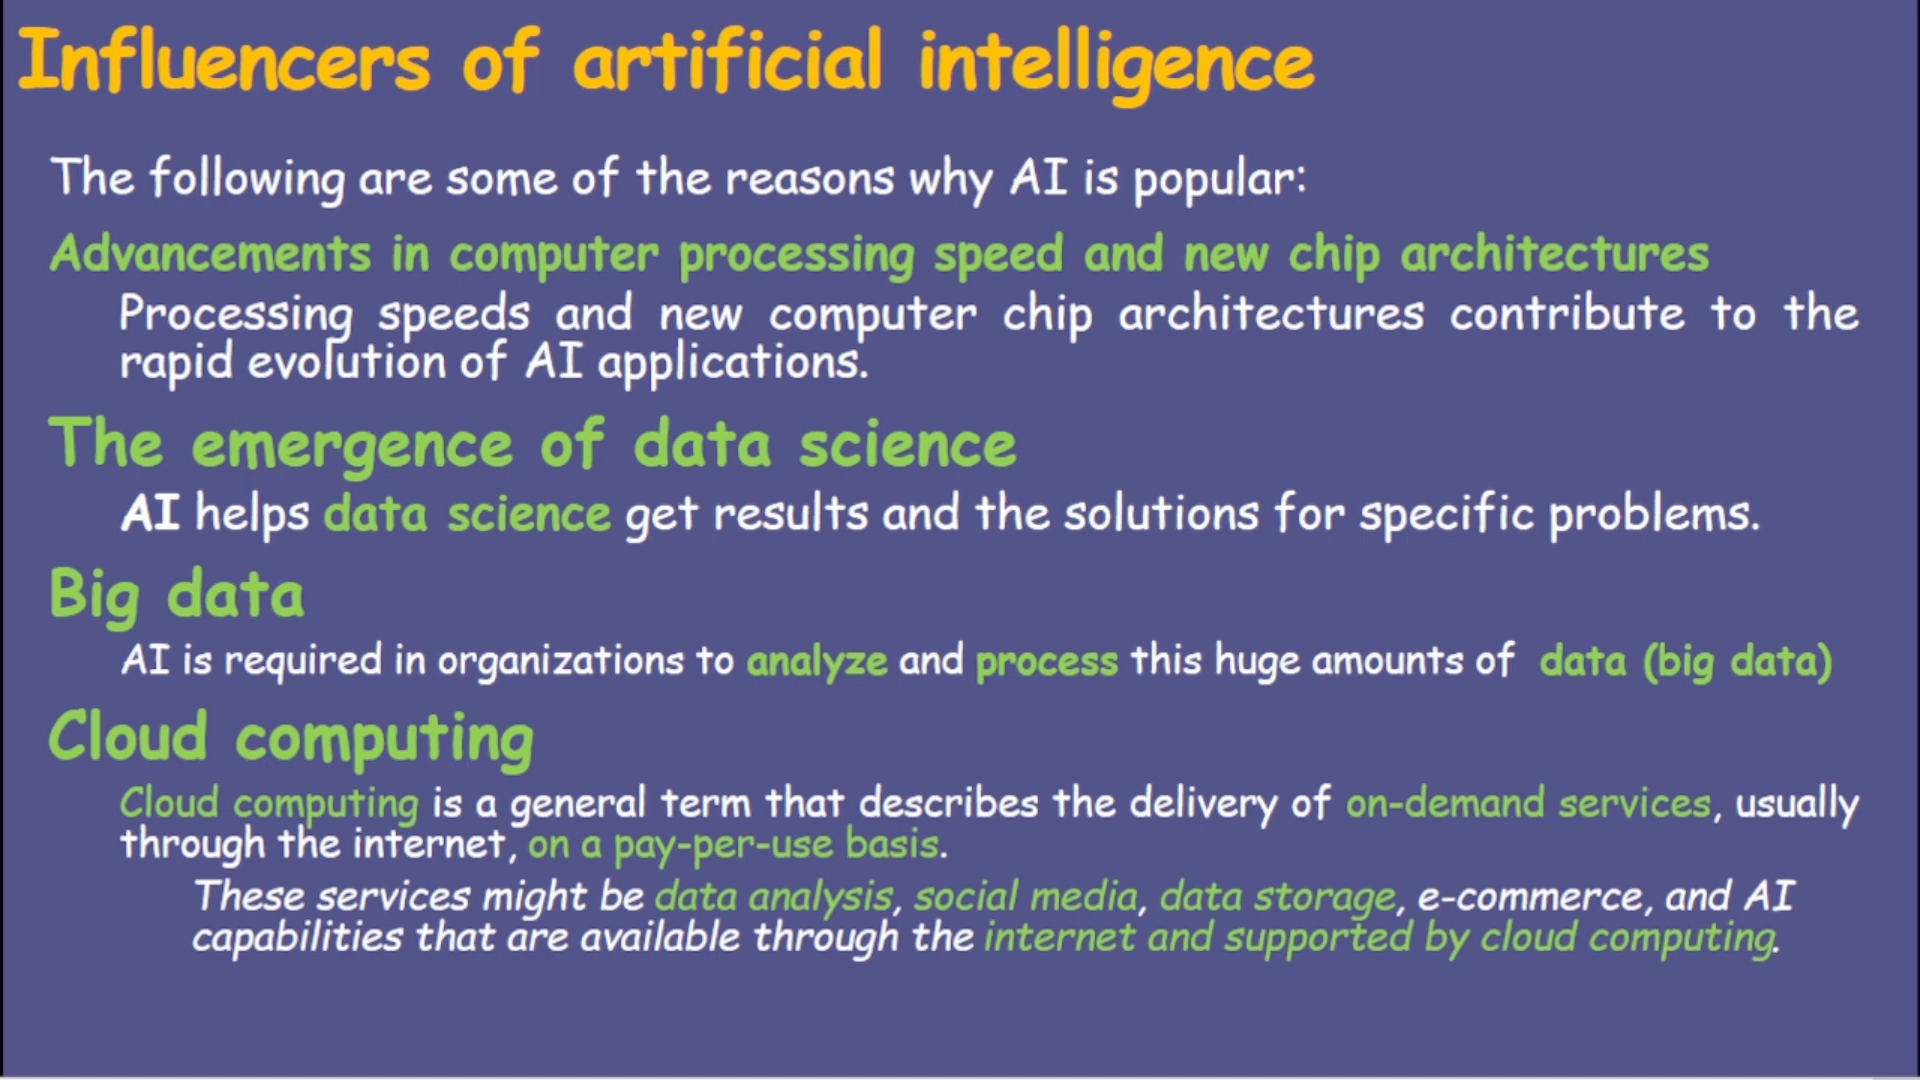 Influencers of artificial intelligence
The following are some of the reasons why AI is popular:
Advancements in computer processing speed and new chip architectures
Processing speeds and new computer chip architectures contribute to the
rapid evolution of AI applications.
The emergence of data science
AI helps data science get results and the solutions for specific problems.
Big data
AI is required in organizations to analyze and process this huge amounts of data (big data)
Cloud computing
Cloud computing is a general term that describes the delivery of on-demand services, usually
through the internet, on a pay-per-use basis.
These services might be data analysis, social media, data storage, e-commerce, and AI
capabilities that are available through the internet and supported by cloud computing.